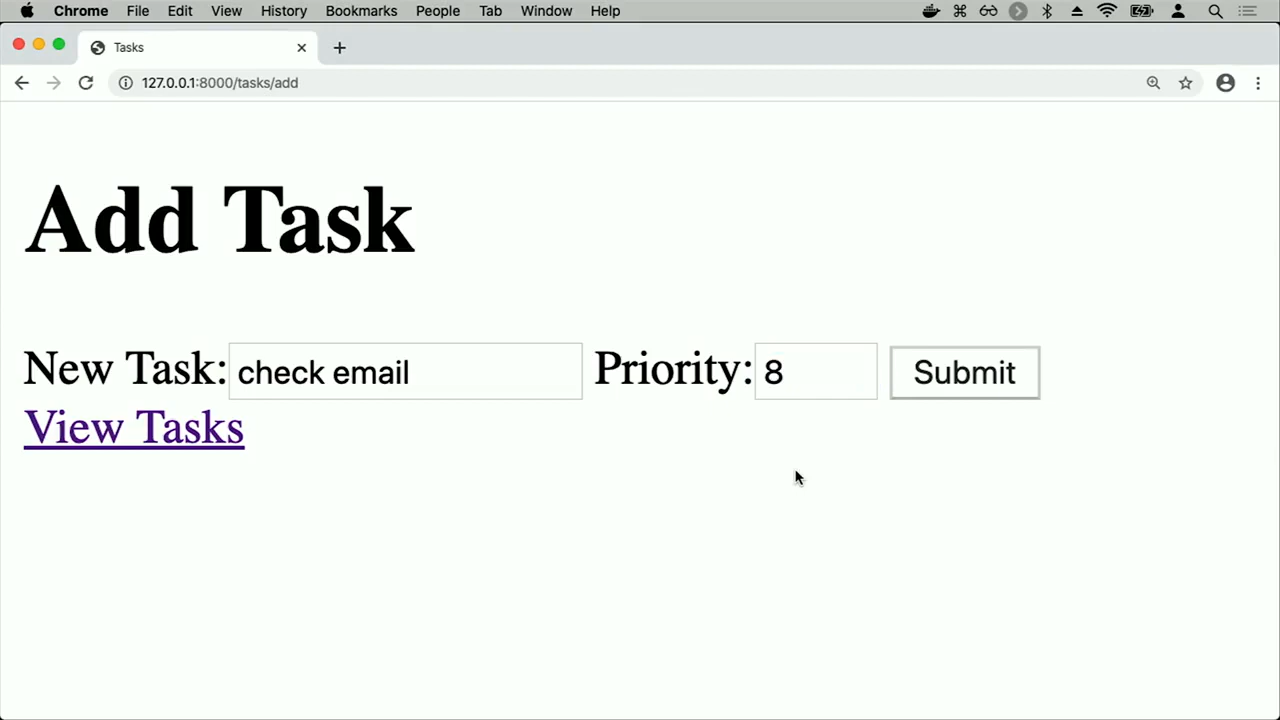 Chrome File Edit View History Bookmarks People Tab Window Help
Tasks
127.0.0.1:8000/tasks/add
Add Task
New Task: check email Priority: 8 Submit
View Tasks